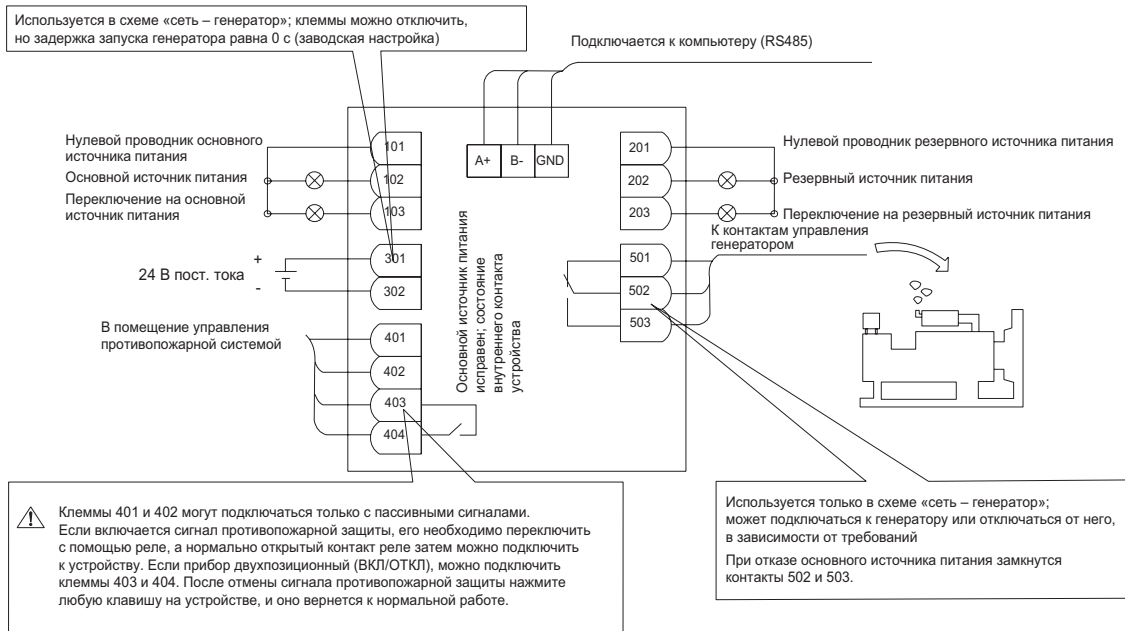 Используется в схеме «сеть – генератор»; клеммы можно отключить,
но задержка запуска генератора равна 0 с (заводская настройка)
Подключается к компьютеру (RS485)
Нулевой проводник основного
источника питания
Основной источник питания
Переключение на основной
источник питания
101
102
103
A+
B-
GND
201
202
203
Нулевой проводник резервного источника питания
Резервный источник питания
Переключение на резервный источник питания
К контактам управления
генератором
+
24 В пост. тока
-
301
302
Основной источник питания
исправен; состояние
внутреннего контакта
устройства
501
502
503
В помещение управления
противопожарной системой
401
402
403
404
Клеммы 401 и 402 могут подключаться только с пассивными сигналами.
Если включается сигнал противопожарной защиты, его необходимо переключить
с помощью реле, а нормально открытый контакт реле затем можно подключить
к устройству. Если прибор двухпозиционный (ВКЛ/ОТКЛ), можно подключить
клеммы 403 и 404. После отмены сигнала противопожарной защиты нажмите
любую клавишу на устройстве, и оно вернется к нормальной работе.
Используется только в схеме «сеть – генератор»;
может подключаться к генератору или отключаться от него,
в зависимости от требований
При отказе основного источника питания замкнутся
контакты 502 и 503.